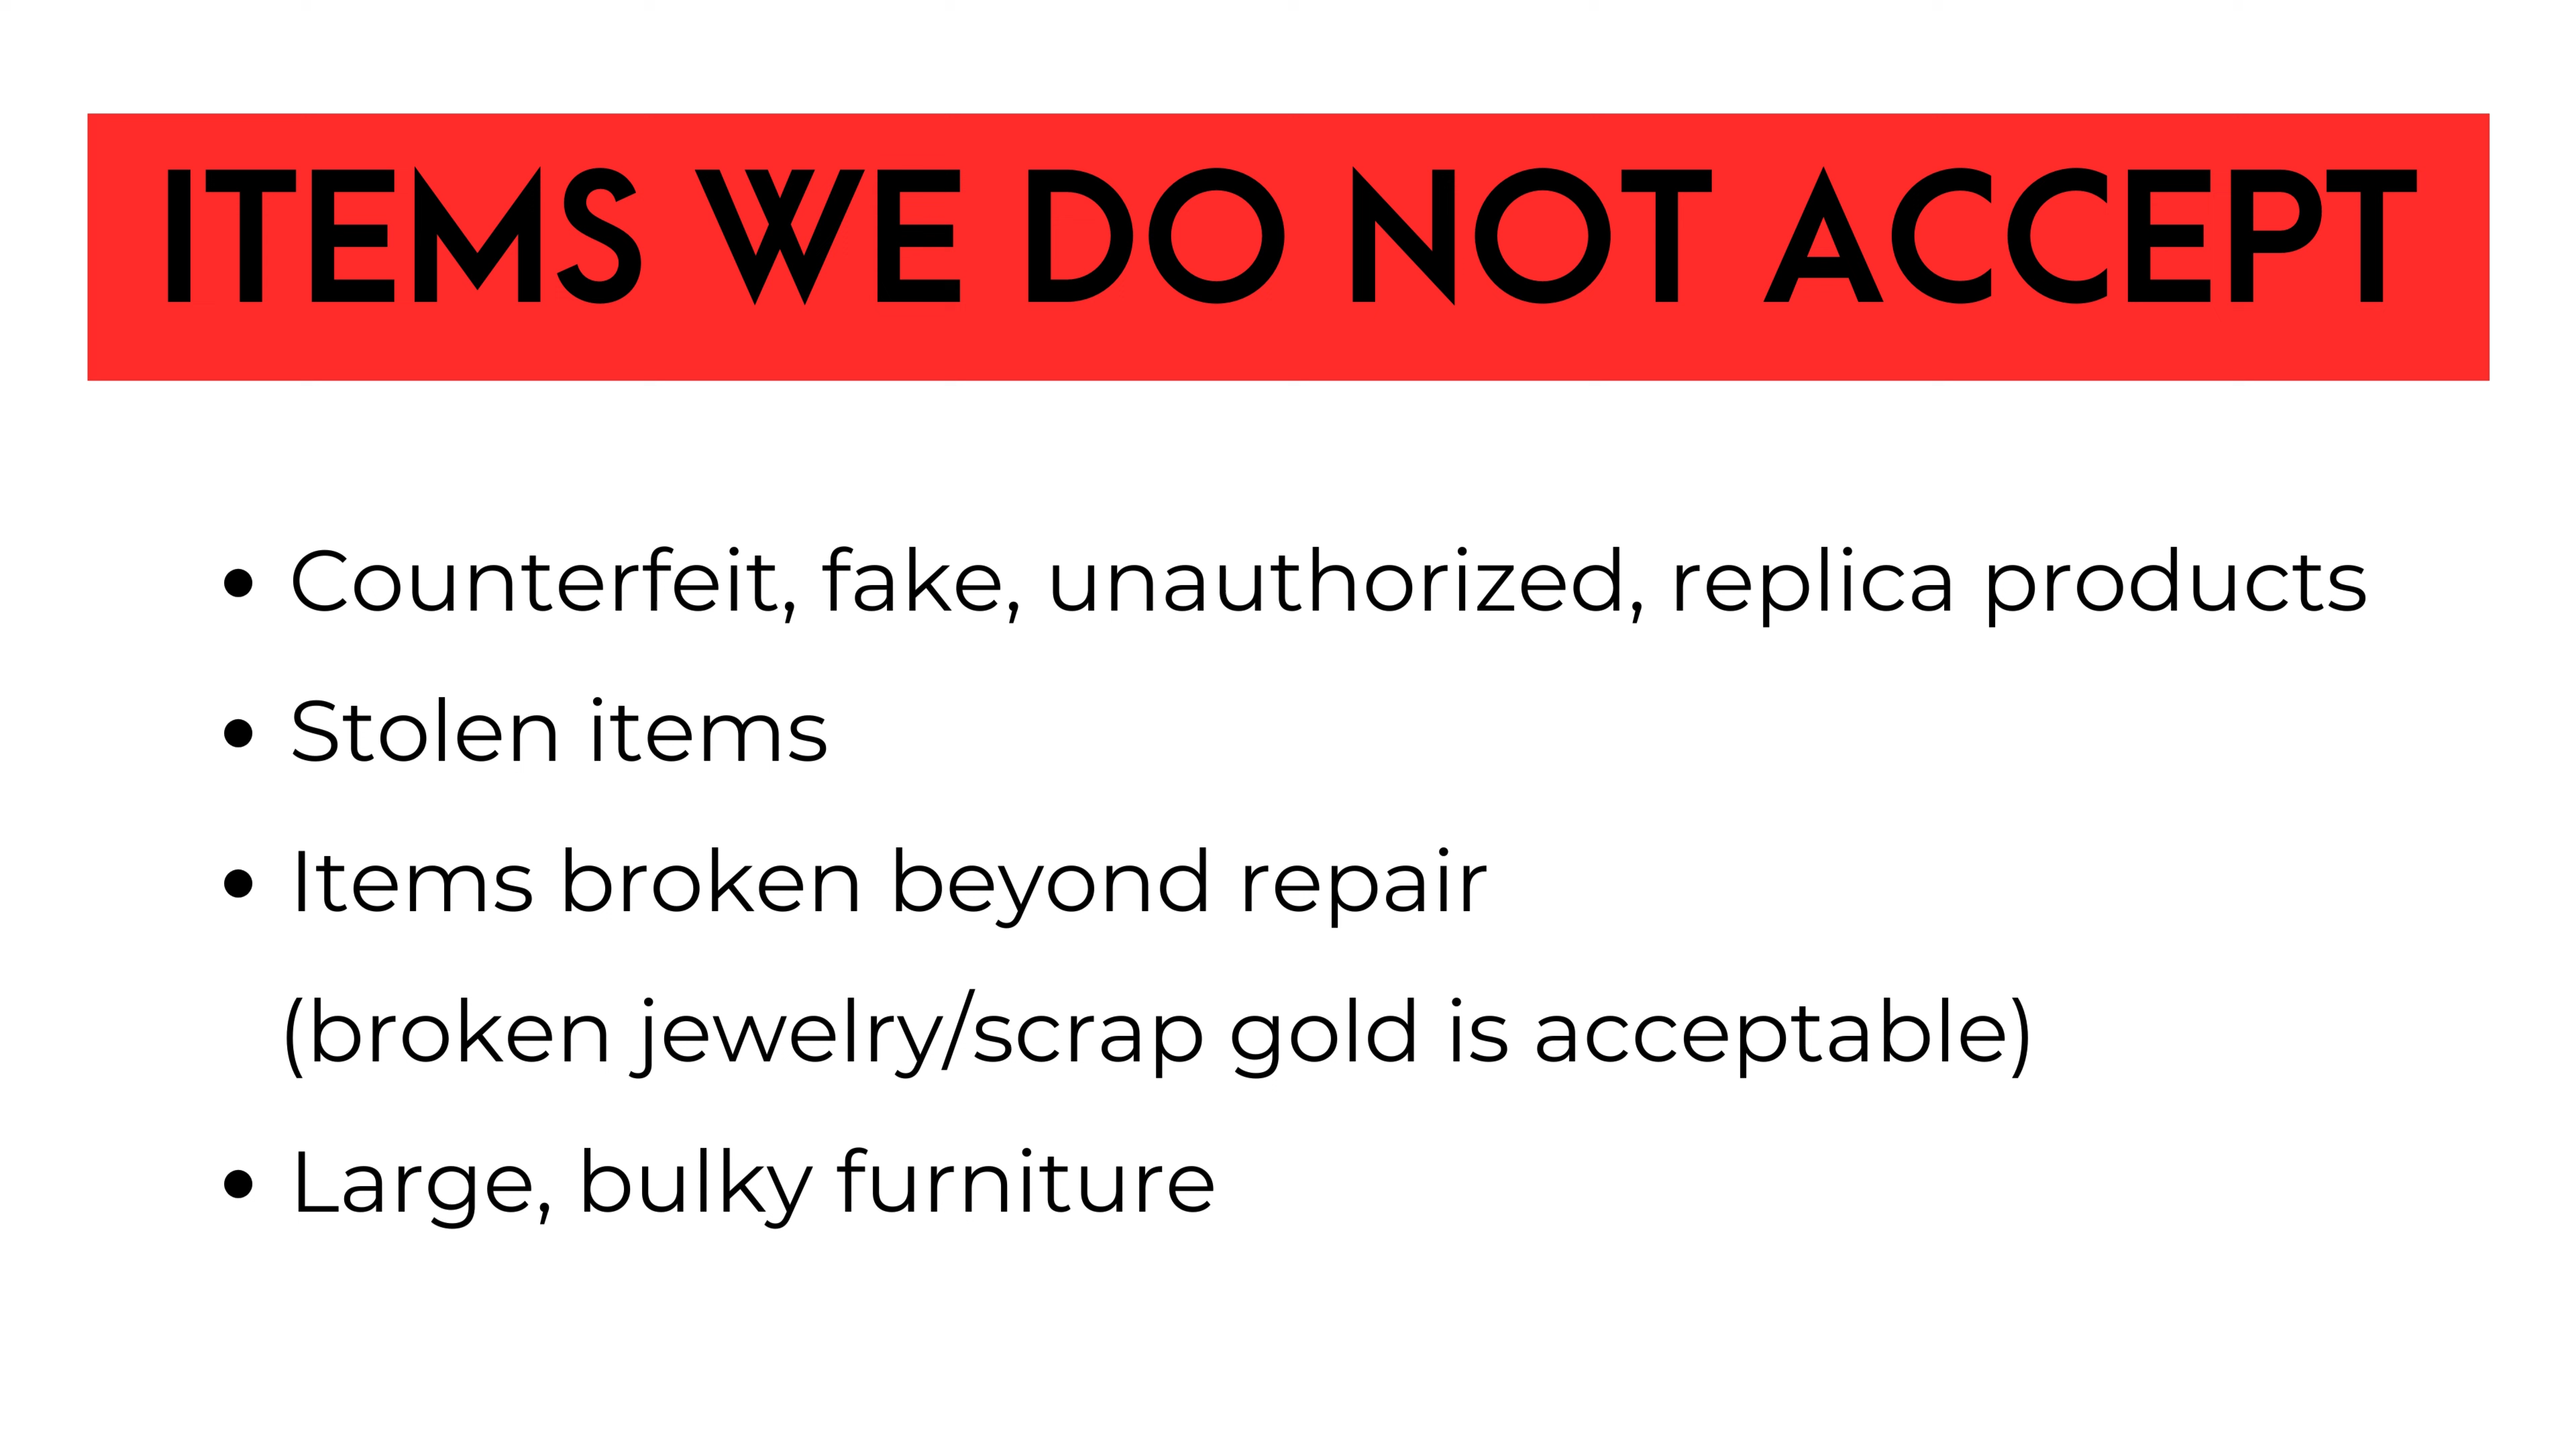 ITEMS WE DO NOT ACCEPT
• Counterfeit, fake, unauthorized, replica products
• Stolen items
• Items broken beyond repair
(broken jewelry/scrap gold is acceptable)
• Large, bulky furniture